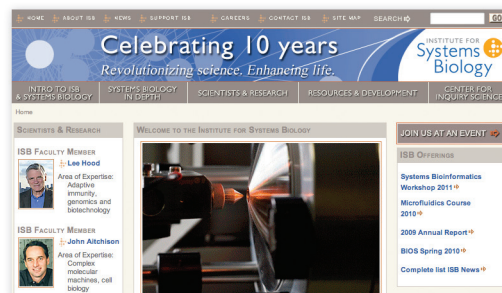 HOME ABOUT ISB NEWS SUPPORT ISB CAREERS CONTACT ISB SITE MAP SEARCH GO
Celebrating 10 years
Revolutionizing science. Enhancing life.
INSTITUTE FOR
Systems
Biology
INTRO TO ISB
& SYSTEMS BIOLOGY
SYSTEMS BIOLOGY
IN DEPTH
SCIENTISTS & RESEARCH
RESOURCES & DEVELOPMENT
CENTER FOR
INQUIRY SCIENCE
Home
SCIENTISTS & RESEARCH
ISB FACULTY MEMBER
Lee Hood
Area of Expertise:
Adaptive
immunity,
genomics and
biotechnology
ISB FACULTY MEMBER
John Aitchison
Area of Expertise:
Complex
molecular
machines, cell
biology
WELCOME TO THE INSTITUTE FOR SYSTEMS BIOLOGY
JOIN US AT AN EVENT
ISB OFFERINGS
Systems Bioinformatics
Workshop 2011
Microfluidics Course
2010
2009 Annual Report
BIOS Spring 2010
Complete list ISB News